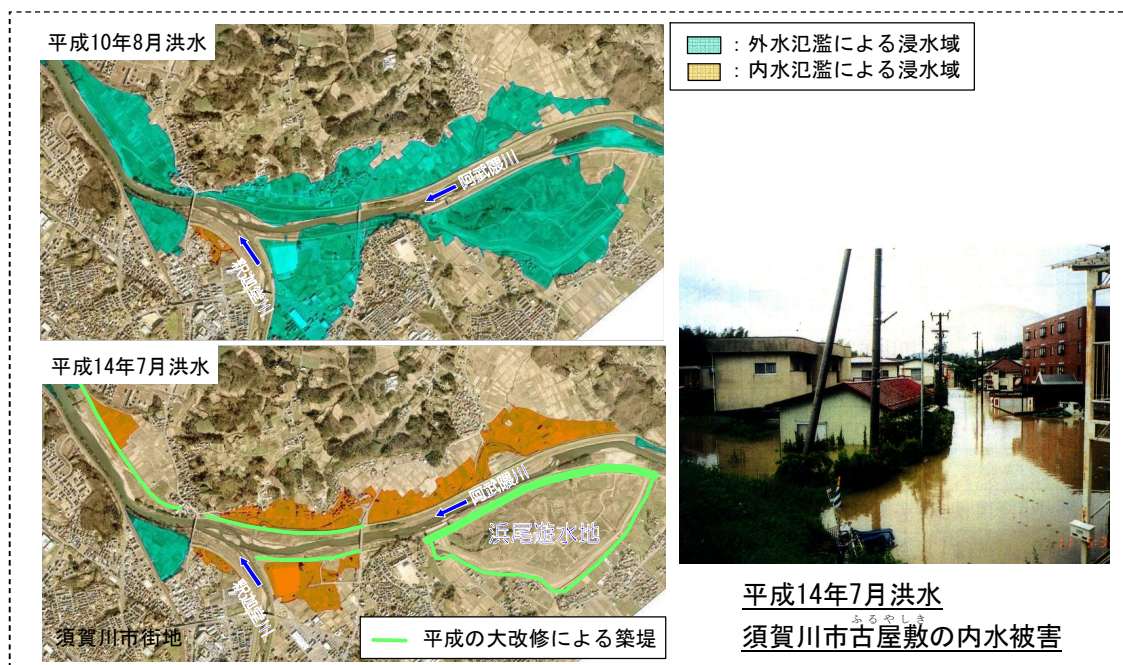 平成10年8月洪水
:外水氾濫による浸水域
:内水氾濫による浸水域
阿武隈川
釈迦堂川
平成14年7月洪水
阿武隈川
浜尾遊水地
釈迦堂川
須賀川市街地
平成の大改修による築堤
平成14年7月洪水
ふるやしき
須賀川市古屋敷の内水被害